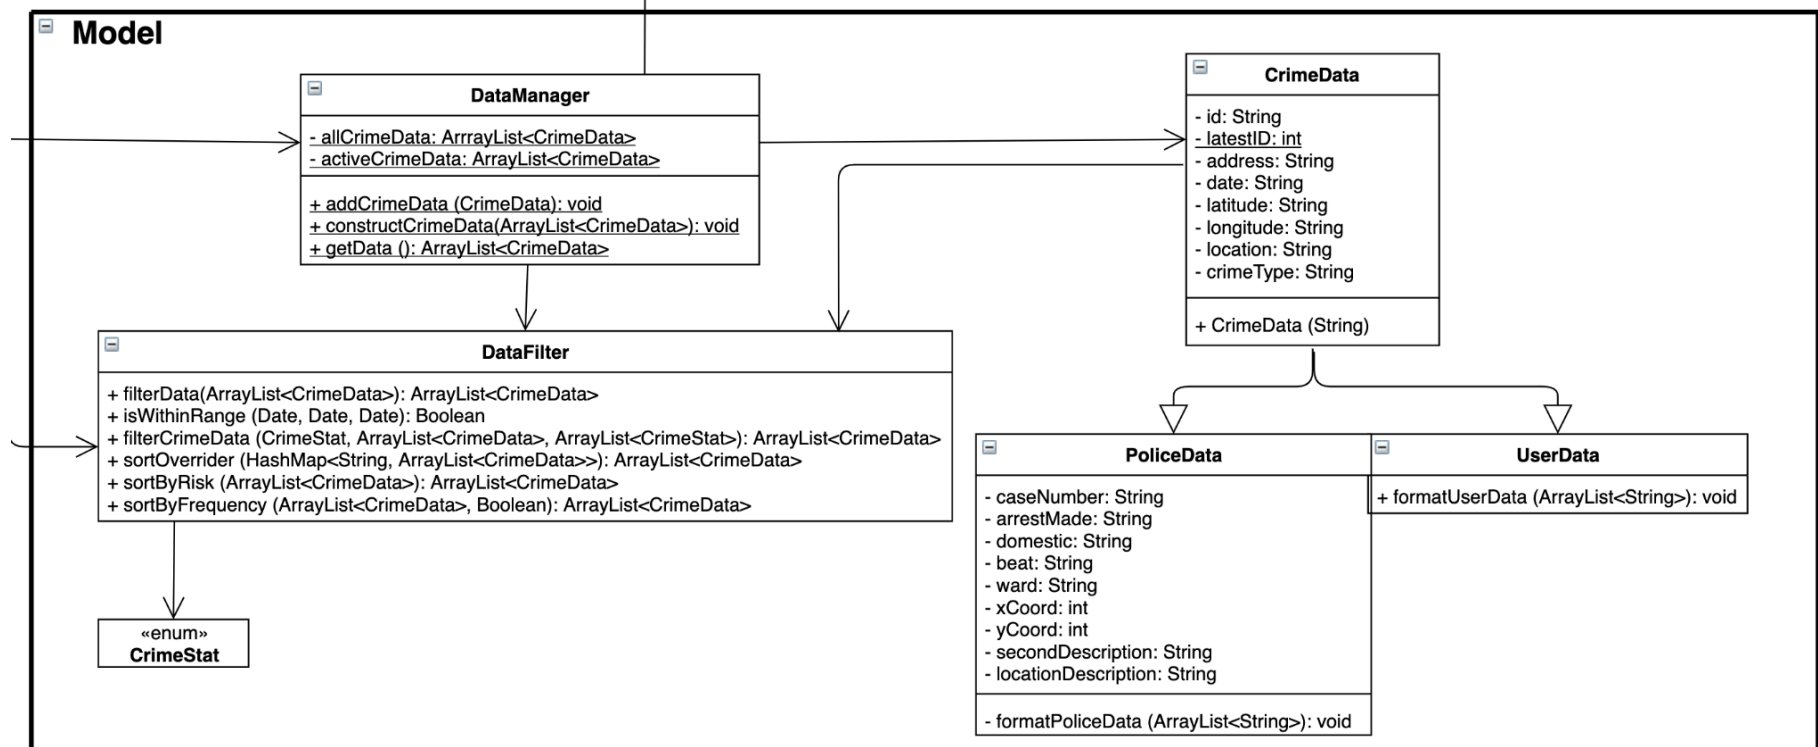 Model
DataManager
- allCrimeData: ArrrayList<CrimeData>
- activeCrimeData: ArrayList<CrimeData>
+ addCrimeData (CrimeData): void
+ constructCrimeData(ArrayList<CrimeData>): void
+ getData (): ArrayList<CrimeData>
CrimeData
- id: String
- latestID: int
- address: String
- date: String
- latitude: String
- longitude: String
- location: String
- crimeType: String
+ CrimeData (String)
DataFilter
+ filterData(ArrayList<CrimeData>): ArrayList<CrimeData>
+ isWithinRange (Date, Date, Date): Boolean
+ filterCrimeData (CrimeStat, ArrayList<CrimeData>, ArrayList<CrimeStat>): ArrayList<CrimeData>
+ sortOverrider (HashMap<String, ArrayList<CrimeData>>): ArrayList<CrimeData>
+ sortByRisk (ArrayList<CrimeData>): ArrayList<CrimeData>
+ sortByFrequency (ArrayList<CrimeData>, Boolean): ArrayList<CrimeData>
«enum»
CrimeStat
PoliceData
- caseNumber: String
- arrestMade: String
- domestic: String
- beat: String
- ward: String
- xCoord: int
- yCoord: int
- secondDescription: String
- locationDescription: String
- formatPoliceData (ArrayList<String>): void
UserData
+ formatUserData (ArrayList<String>): void